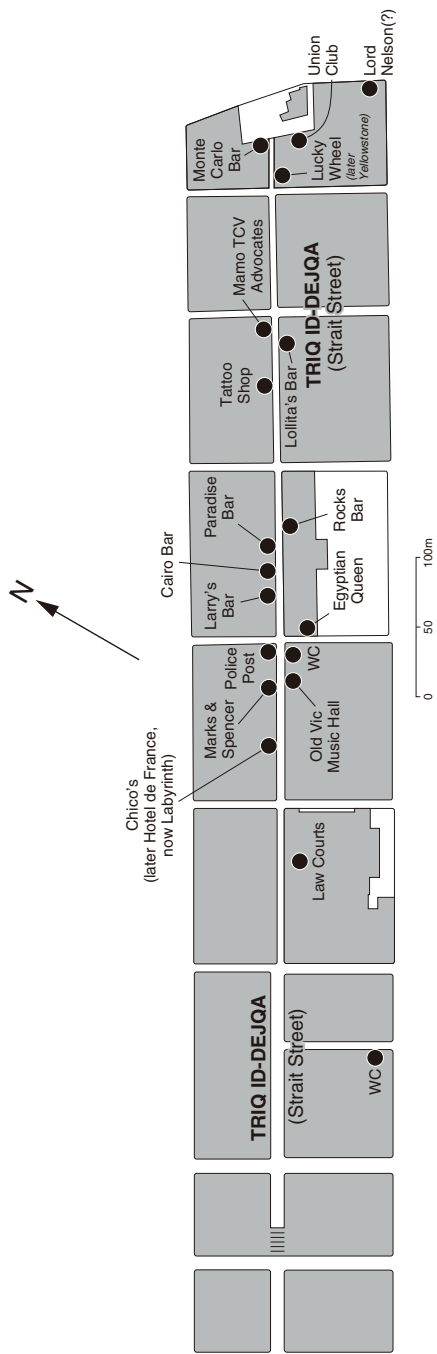 N
Chico's
(later Hotel de France,
now Labyrinth)
Marks &
Spencer
Police
Post
Larry's
Bar
Cairo Bar
Paradise
Bar
Tattoo
Shop
Mamo TCV
Advocates
Monte
Carlo
Bar
TRIQ ID-DEJQA
(Strait Street)
WC
Law Courts
Old Vic
Music Hall
WC
Egyptian
Queen
Rocks
Bar
Lollita's Bar
TRIQ ID-DEJQA
(Strait Street)
Lucky
Wheel
(later
Yellowstone)
Union
Club
Lord
Nelson(?)
0
50
100m